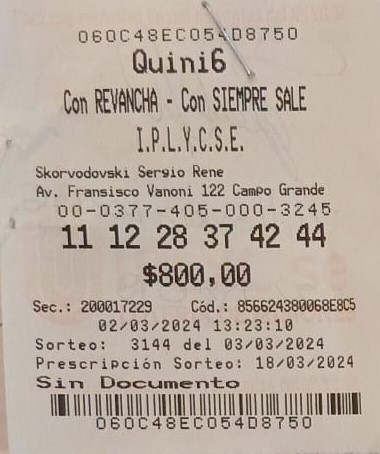 060C48EC054D8750
Quini6
Con REVANCHA - Con SIEMPRE SALE
I.P.L.Y.C.S.E.
Skorvodovski Sergio Rene
Av. Fransisco Vanoni 122 Campo Grande
00-0377-405-000-3245
11 12 28 37 42 44
$800,00
Sec.: 200017229 Cód.: 856624380068E8C5
02/03/2024 13:23:10
Sorteo: 3144 del 03/03/2024
Prescripción Sorteo: 18/03/2024
Sin Documento
060C48EC054D8750